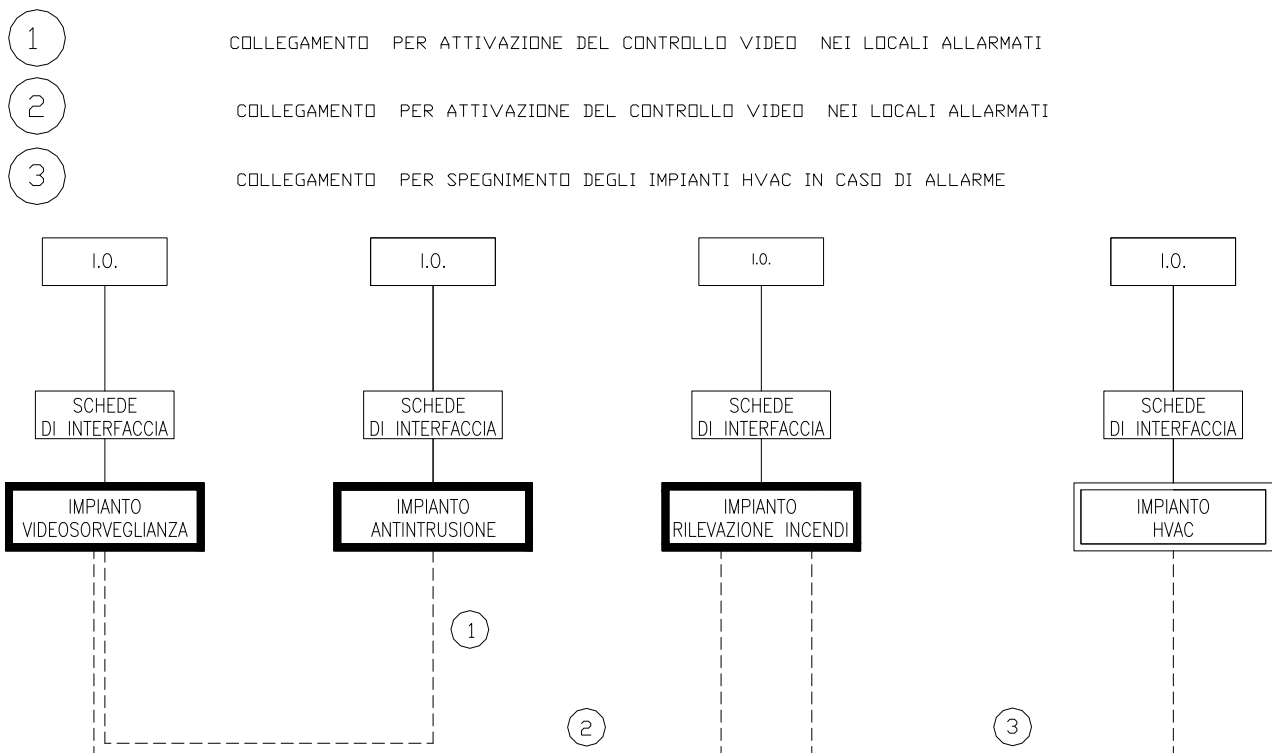 1 COLLEGAMENTO PER ATTIVAZIONE DEL CONTROLLO VIDEO NEI LOCALI ALLARMATI
2 COLLEGAMENTO PER ATTIVAZIONE DEL CONTROLLO VIDEO NEI LOCALI ALLARMATI
3 COLLEGAMENTO PER SPEGNIMENTO DEGLI IMPIANTI HVAC IN CASO DI ALLARME
I.O.
I.O.
I.O.
I.O.
SCHEDE
DI INTERFACCIA
SCHEDE
DI INTERFACCIA
SCHEDE
DI INTERFACCIA
SCHEDE
DI INTERFACCIA
IMPIANTO
VIDEOSORVEGLIANZA
IMPIANTO
ANTINTRUSIONE
IMPIANTO
RILEVAZIONE INCENDI
IMPIANTO
HVAC
1
2
3